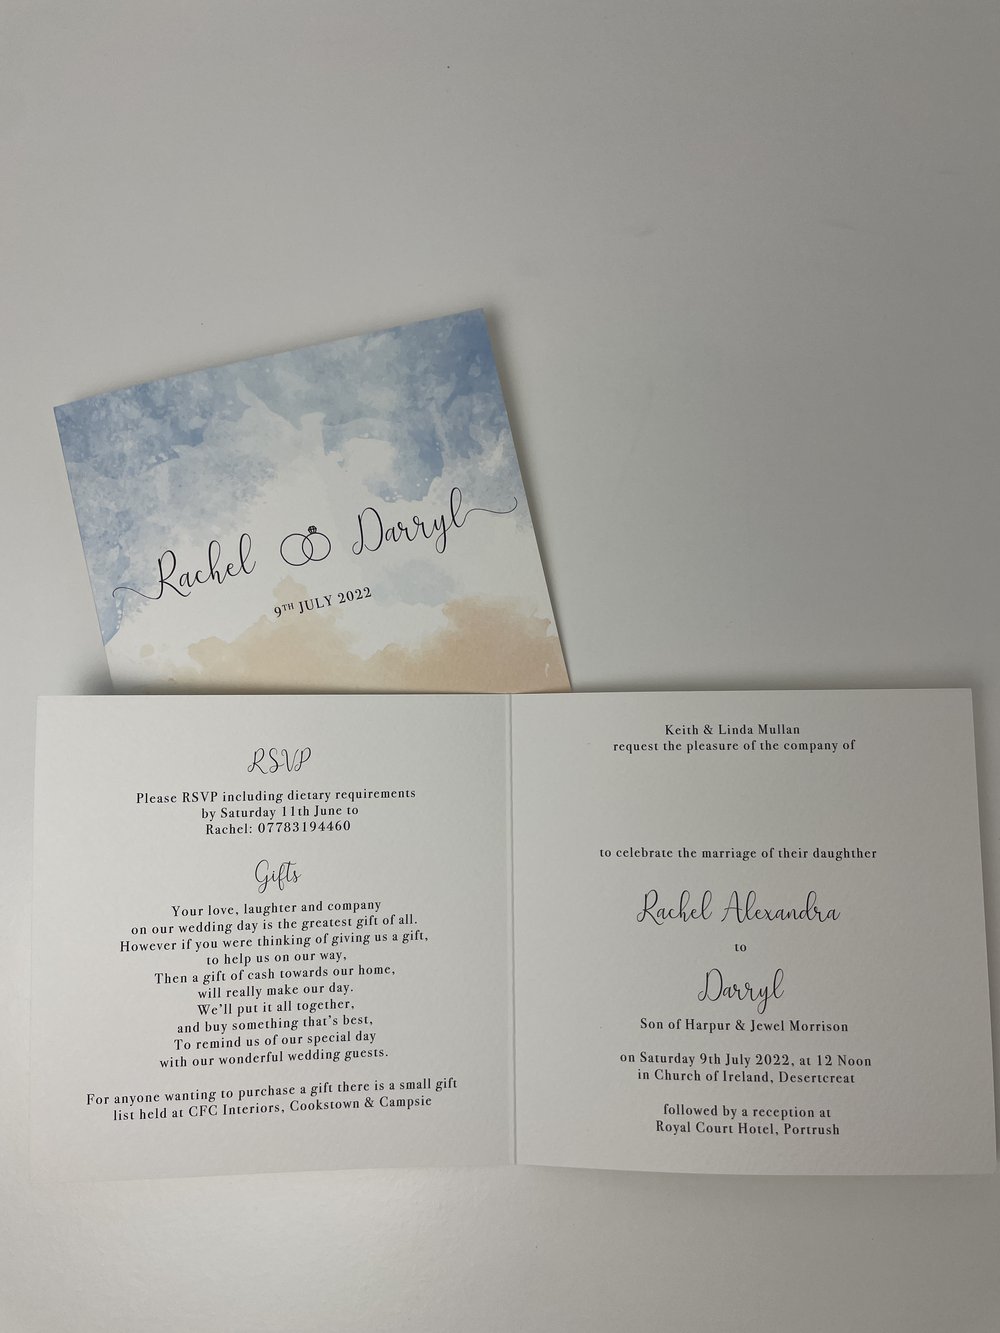 Rachel Darryl
9TH JULY 2022
RSVP
Please RSVP including dietary requirements
by Saturday 11th June to
Rachel: 07783194460
Gifts
Your love, laughter and company
on our wedding day is the greatest gift of all.
However if you were thinking of giving us a gift,
to help us on our way,
Then a gift of cash towards our home,
will really make our day.
We'll put it all together,
and buy something that's best,
To remind us of our special day
with our wonderful wedding guests.
For anyone wanting to purchase a gift there is a small gift
list held at CFC Interiors, Cookstown & Campsie
Keith & Linda Mullan
request the pleasure of the company of
to celebrate the marriage of their daughther
Rachel Alexandra
to
Darryl
Son of Harpur & Jewel Morrison
on Saturday 9th July 2022, at 12 Noon
in Church of Ireland, Desertcreat
followed by a reception at
Royal Court Hotel, Portrush